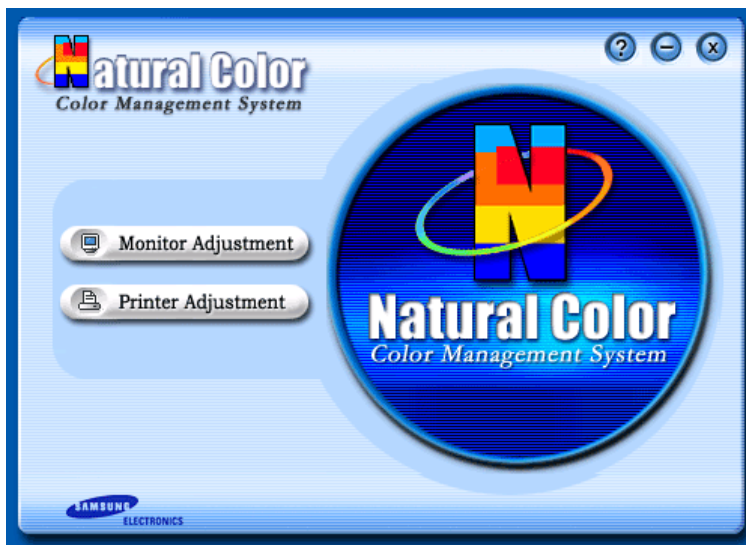 Natural Color
Color Management System
? − x
Monitor Adjustment
Printer Adjustment
N
Natural Color
Color Management System
SAMSUNG
ELECTRONICS